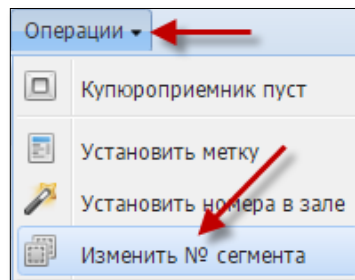 Операции
Купюроприемник пуст
Установить метку
Установить номера в зале
Изменить № сегмента